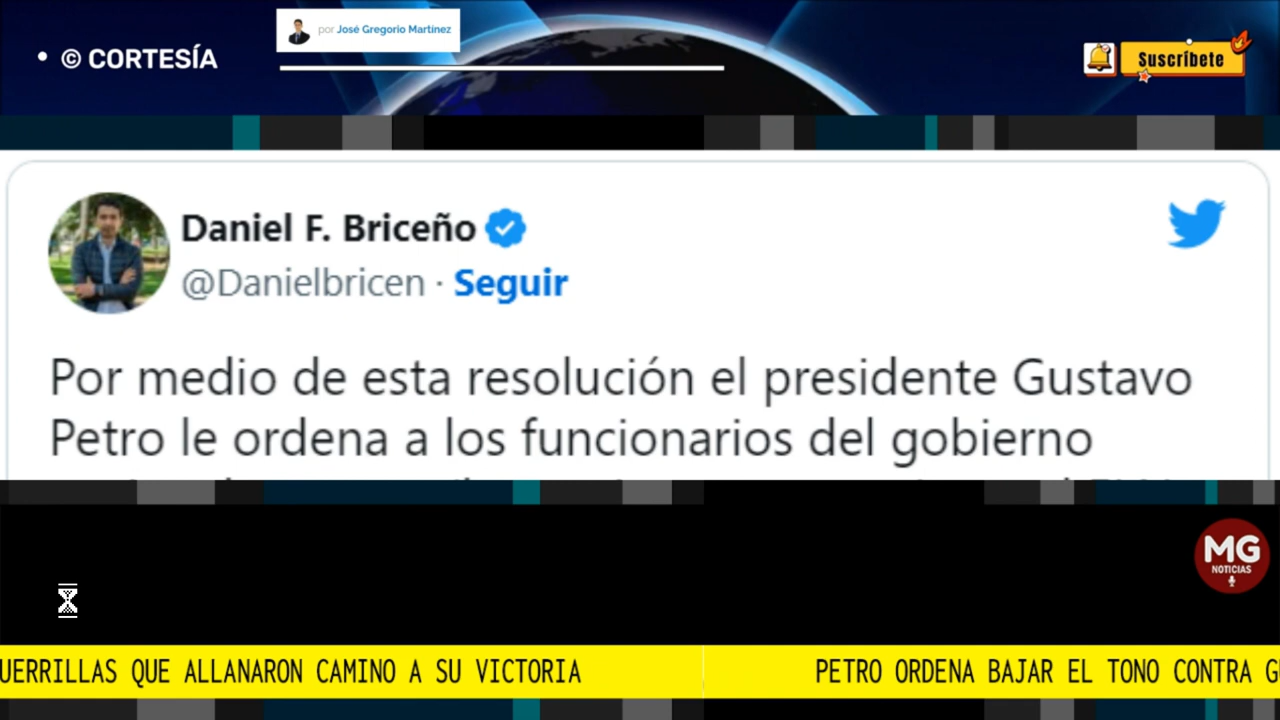 • © CORTESÍA
por José Gregorio Martínez
Suscríbete
Daniel F. Briceño
@Danielbricen · Seguir
Por medio de esta resolución el presidente Gustavo
Petro le ordena a los funcionarios del gobierno
MG
NOTICIAS
UERRILLAS QUE ALLANARON CAMINO A SU VICTORIA
PETRO ORDENA BAJAR EL TONO CONTRA G